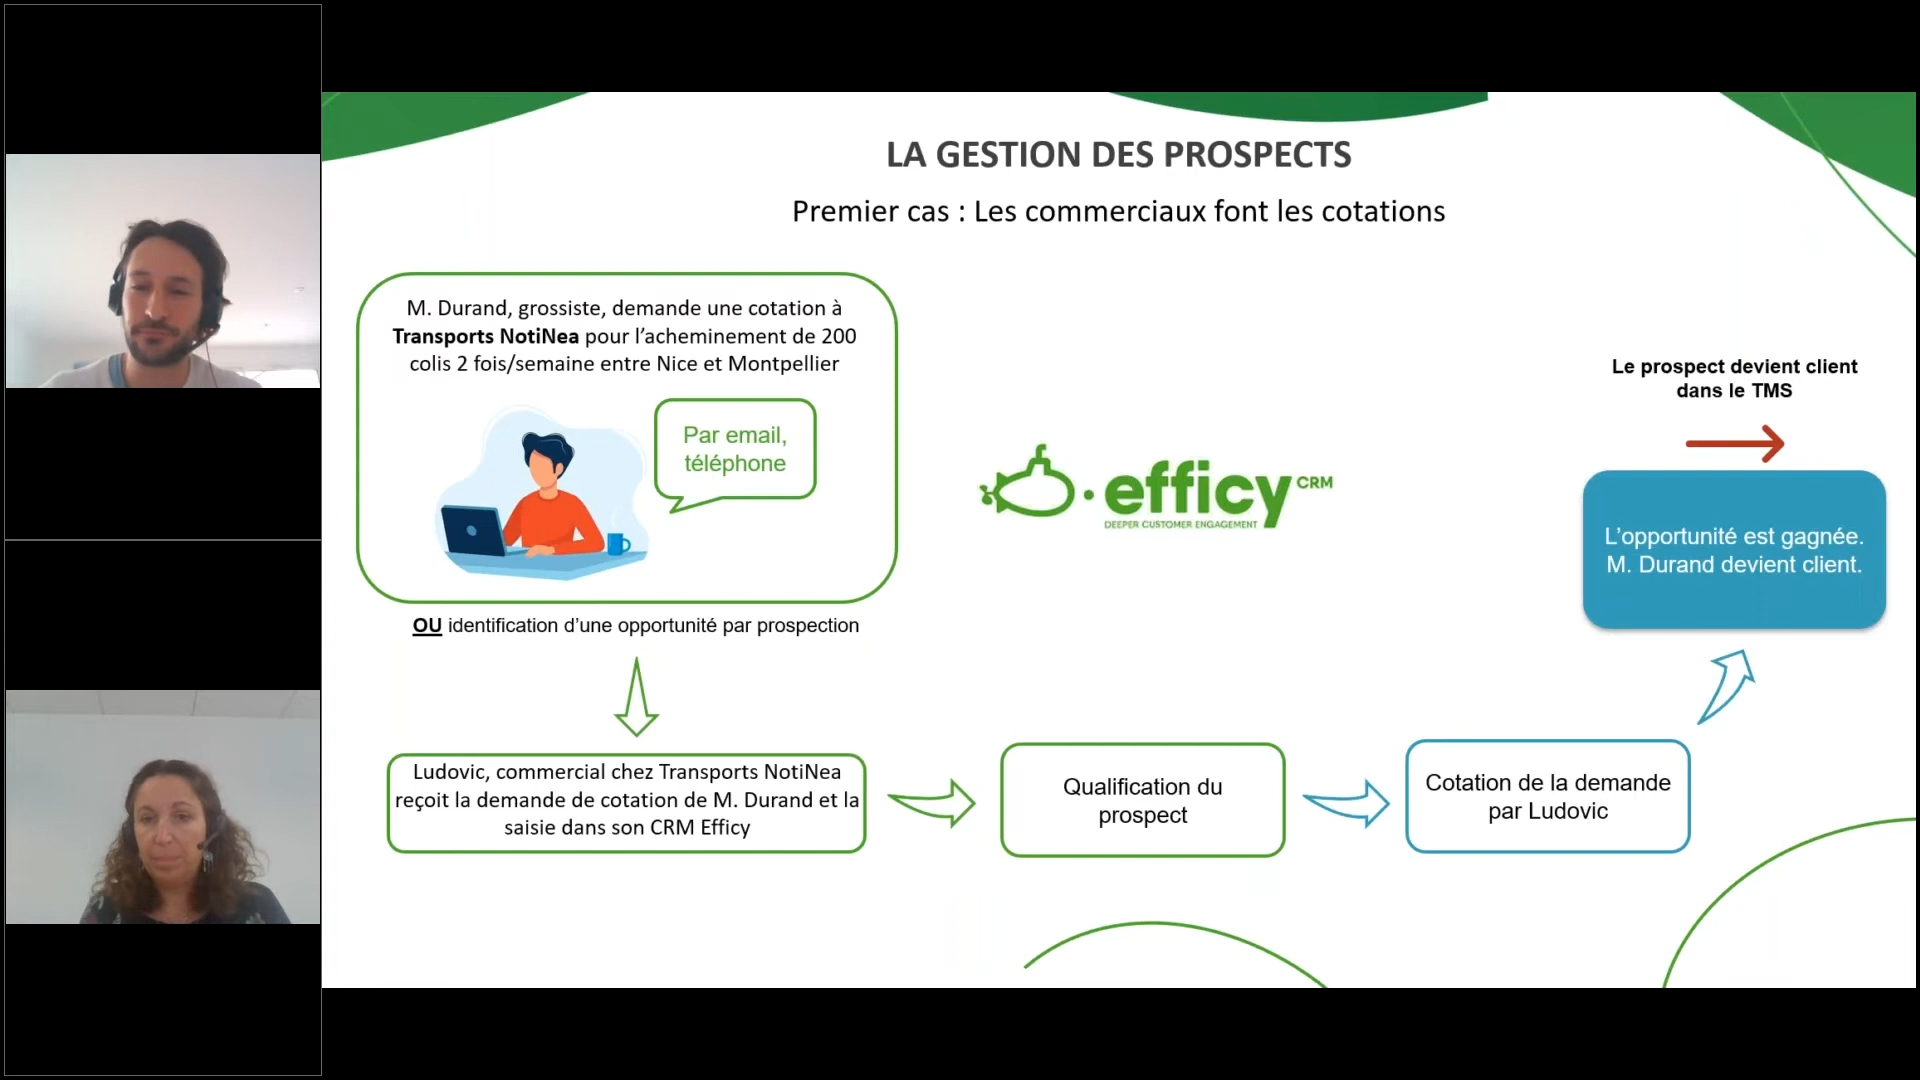 LA GESTION DES PROSPECTS
Premier cas : Les commerciaux font les cotations
M. Durand, grossiste, demande une cotation à
Transports NotiNea pour l’acheminement de 200
colis 2 fois/semaine entre Nice et Montpellier
Par email,
téléphone
OU identification d’une opportunité par prospection
efficy CRM
DEEPER CUSTOMER ENGAGEMENT
Le prospect devient client
dans le TMS
L’opportunité est gagnée.
M. Durand devient client.
Ludovic, commercial chez Transports NotiNea
reçoit la demande de cotation de M. Durand et la
saisie dans son CRM Efficy
Qualification du
prospect
Cotation de la demande
par Ludovic